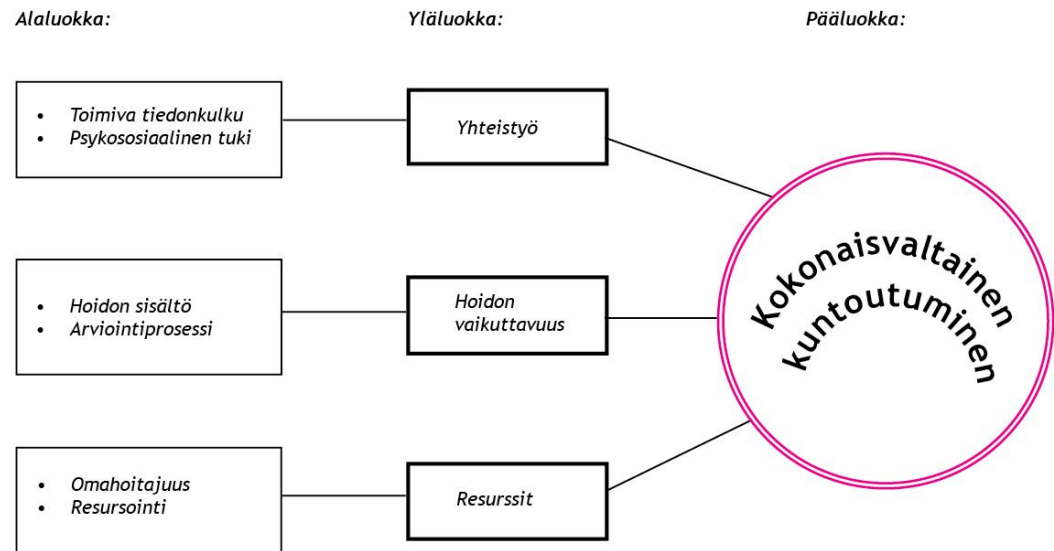 Alaluokka: Yläluokka: Pääluokka:
• Toimiva tiedonkulku
• Psykososiaalinen tuki
Yhteistyö
• Hoidon sisältö
• Arviointiprosessi
Hoidon
vaikuttavuus
• Omahoitajuus
• Resursointi
Resurssit
Kokonaisvaltainen
kuntoutuminen